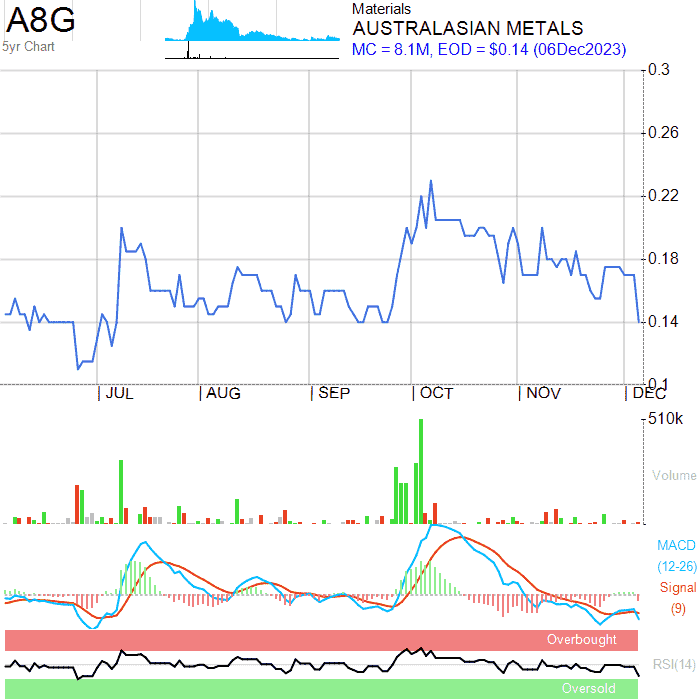 A8G
5yr Chart
Materials
AUSTRALASIAN METALS
MC = 8.1M, EOD = $0.14 (06Dec2023)
0.3
0.26
0.22
0.18
0.14
0.1
JUL
AUG
SEP
OCT
NOV
DEC
510k
Volume
MACD
(12-26)
Signal
(9)
Overbought
RSI(14)
Oversold